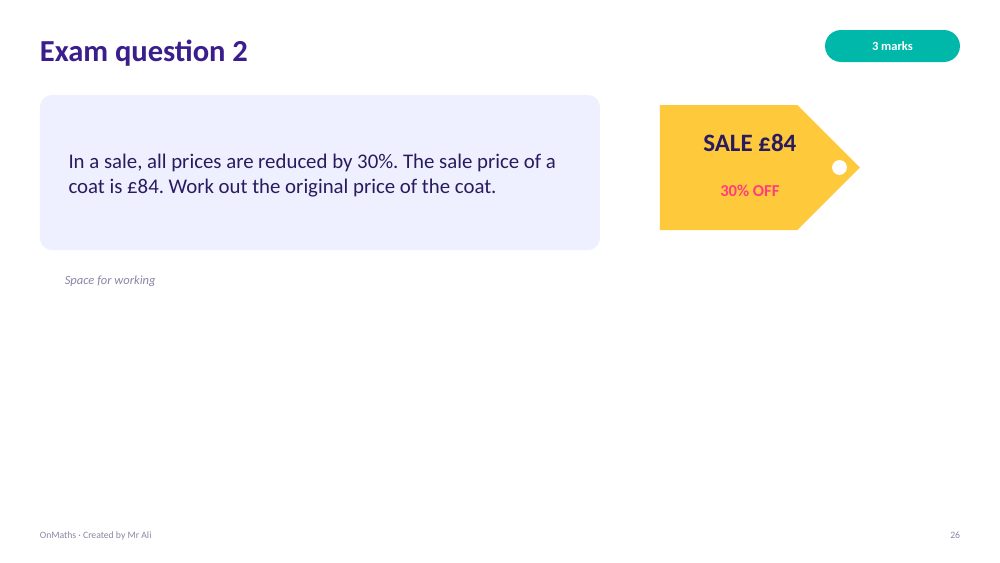 Exam question 2
3 marks
In a sale, all prices are reduced by 30%. The sale price of a
coat is £84. Work out the original price of the coat.
SALE £84
30% OFF
Space for working
OnMaths · Created by Mr Ali
26